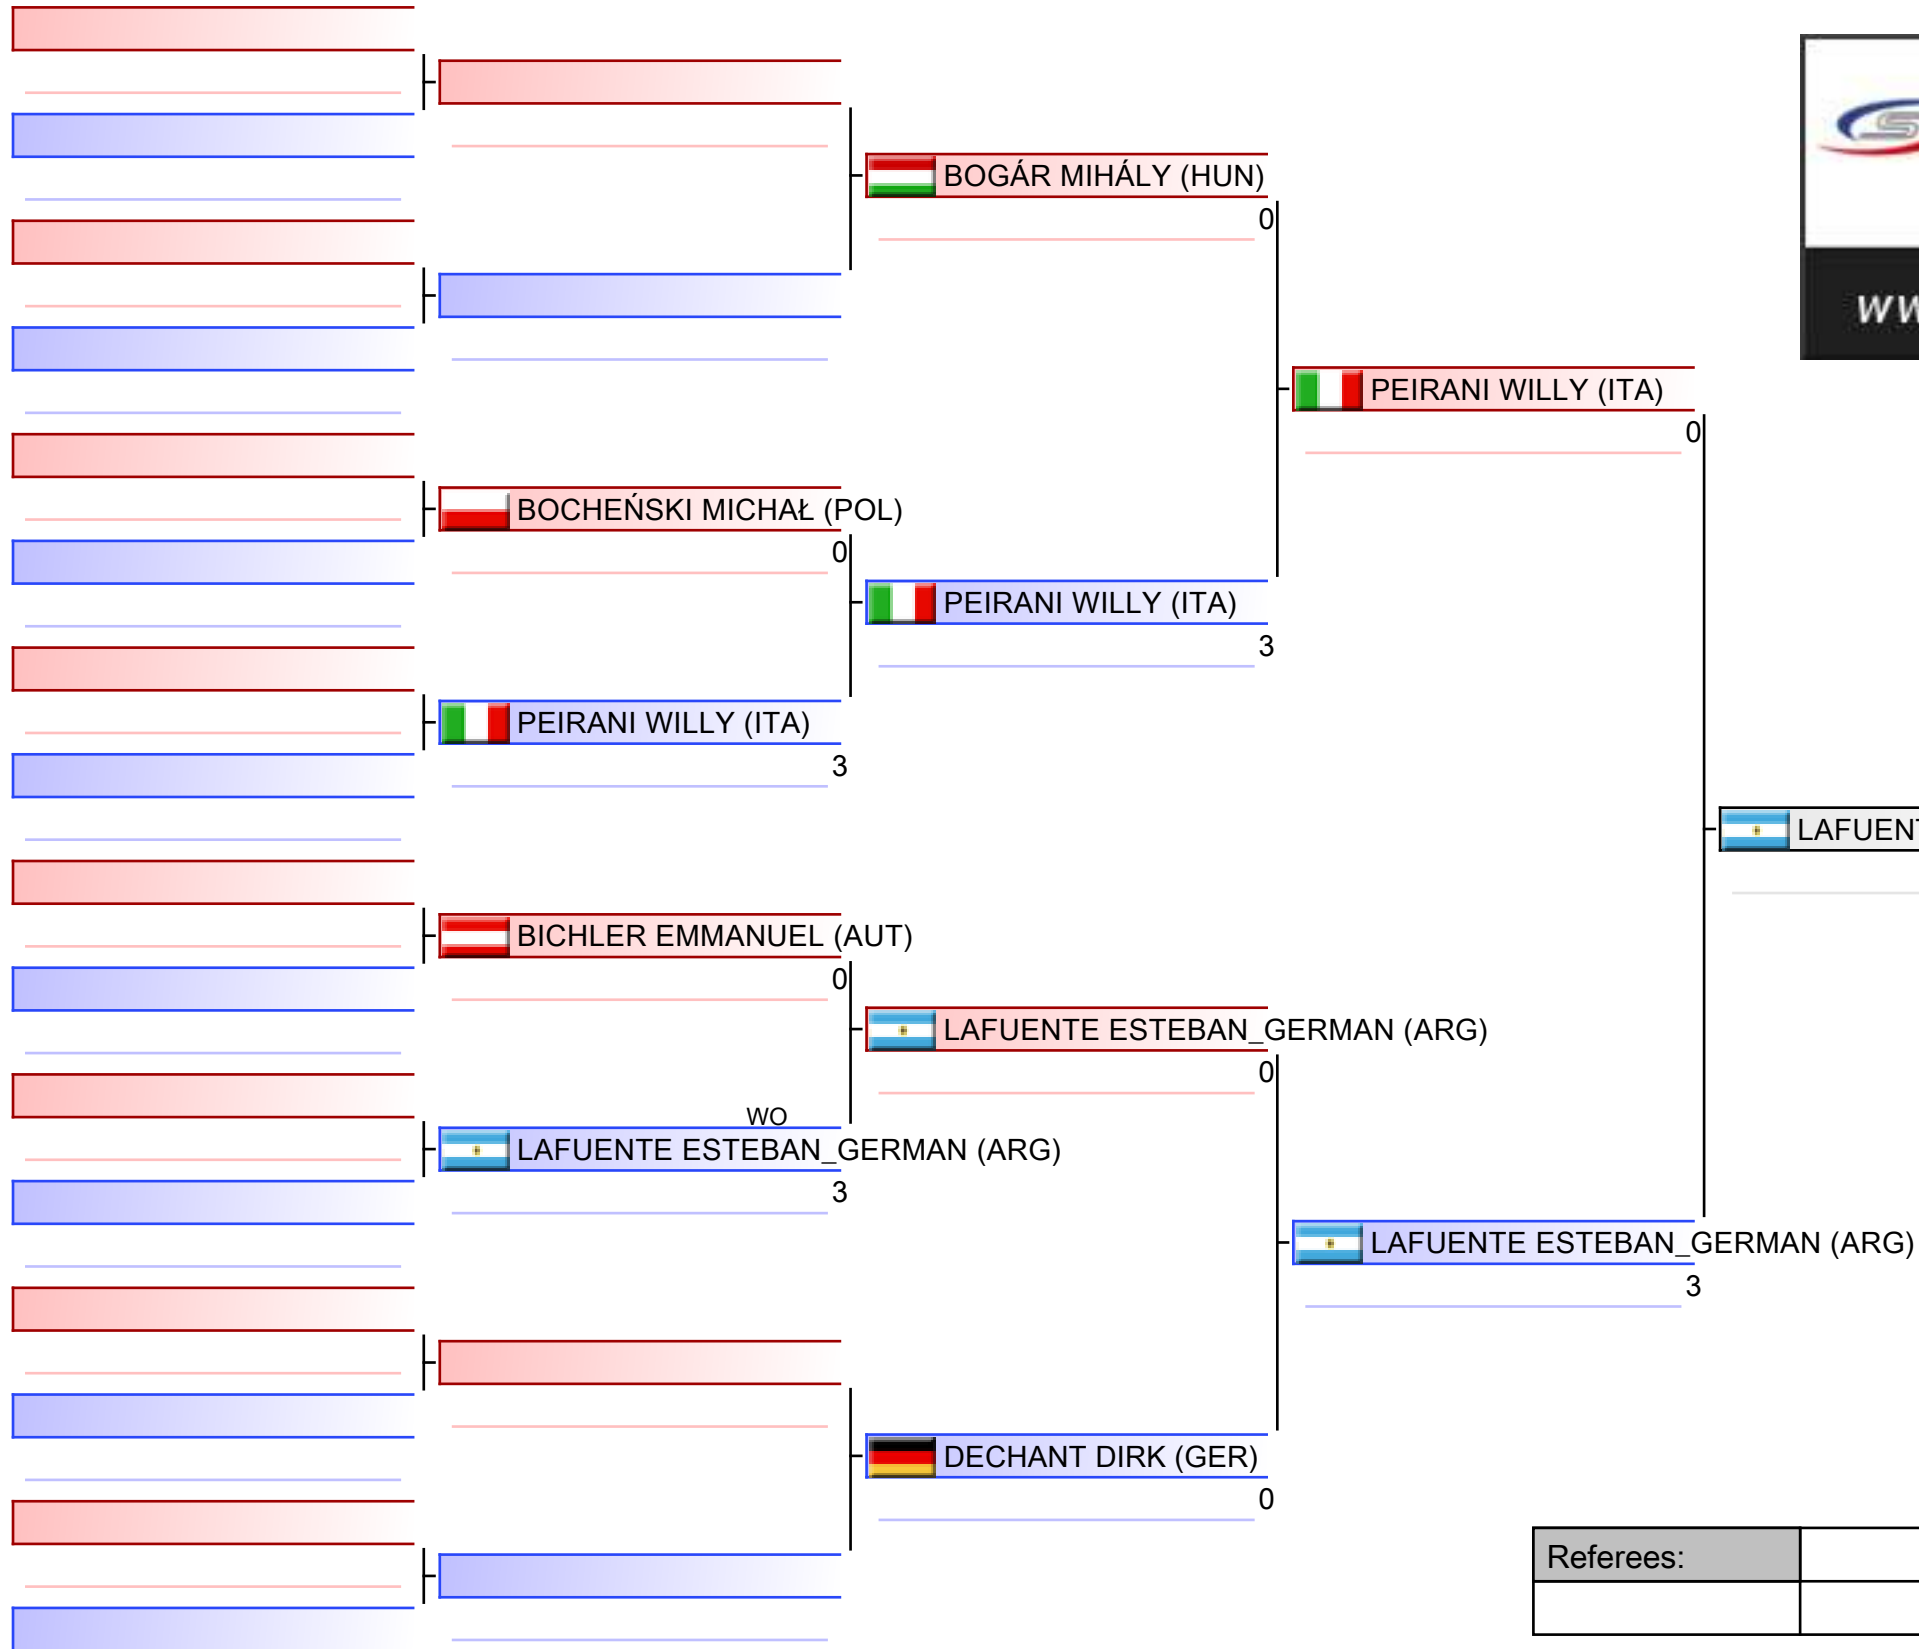 BOGÁR MIHÁLY (HUN)
0
PEIRANI WILLY (ITA)
0
BOCHEŃSKI MICHAŁ (POL)
0
PEIRANI WILLY (ITA)
3
PEIRANI WILLY (ITA)
3
LAFUENT
BICHLER EMMANUEL (AUT)
0
LAFUENTE ESTEBAN_GERMAN (ARG)
0
WO
LAFUENTE ESTEBAN_GERMAN (ARG)
3
LAFUENTE ESTEBAN_GERMAN (ARG)
3
DECHANT DIRK (GER)
0
Referees: